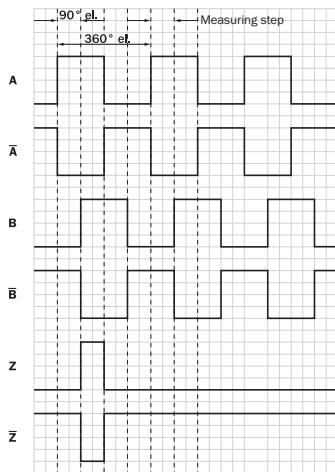 90° el.
Measuring step
360° el.
A
A̅
B
B̅
Z
Z̅